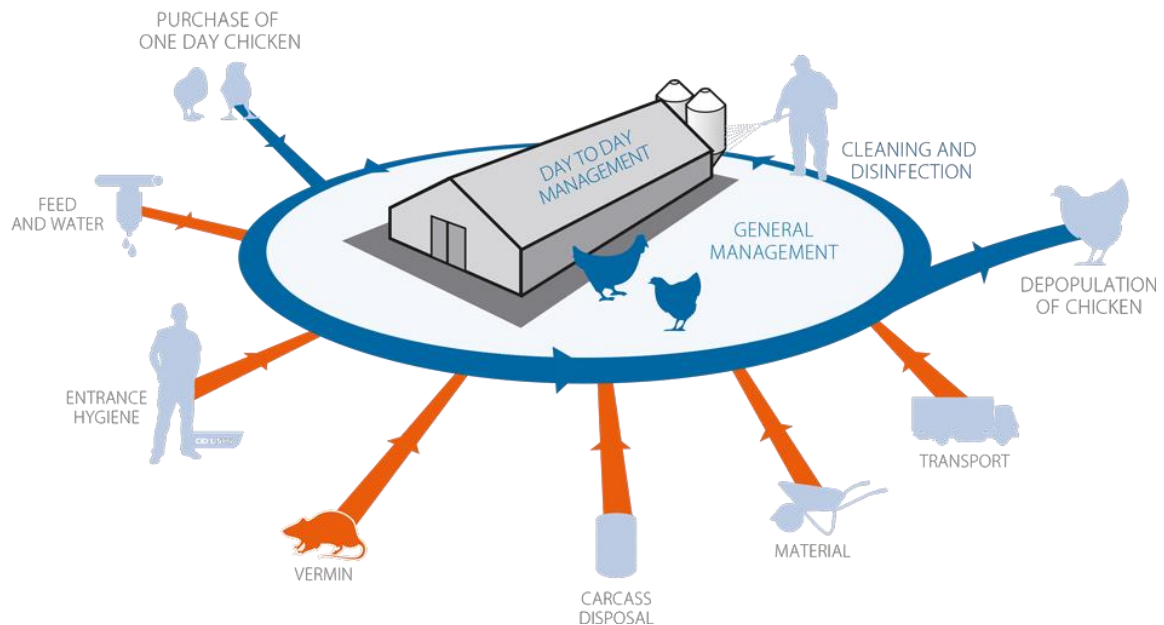 PURCHASE OF
ONE DAY CHICKEN
DAY TO DAY
MANAGEMENT
CLEANING AND
DISINFECTION
FEED
AND WATER
GENERAL
MANAGEMENT
DEPOPULATION
OF CHICKEN
ENTRANCE
HYGIENE
TRANSPORT
VERMIN
MATERIAL
CARCASS
DISPOSAL